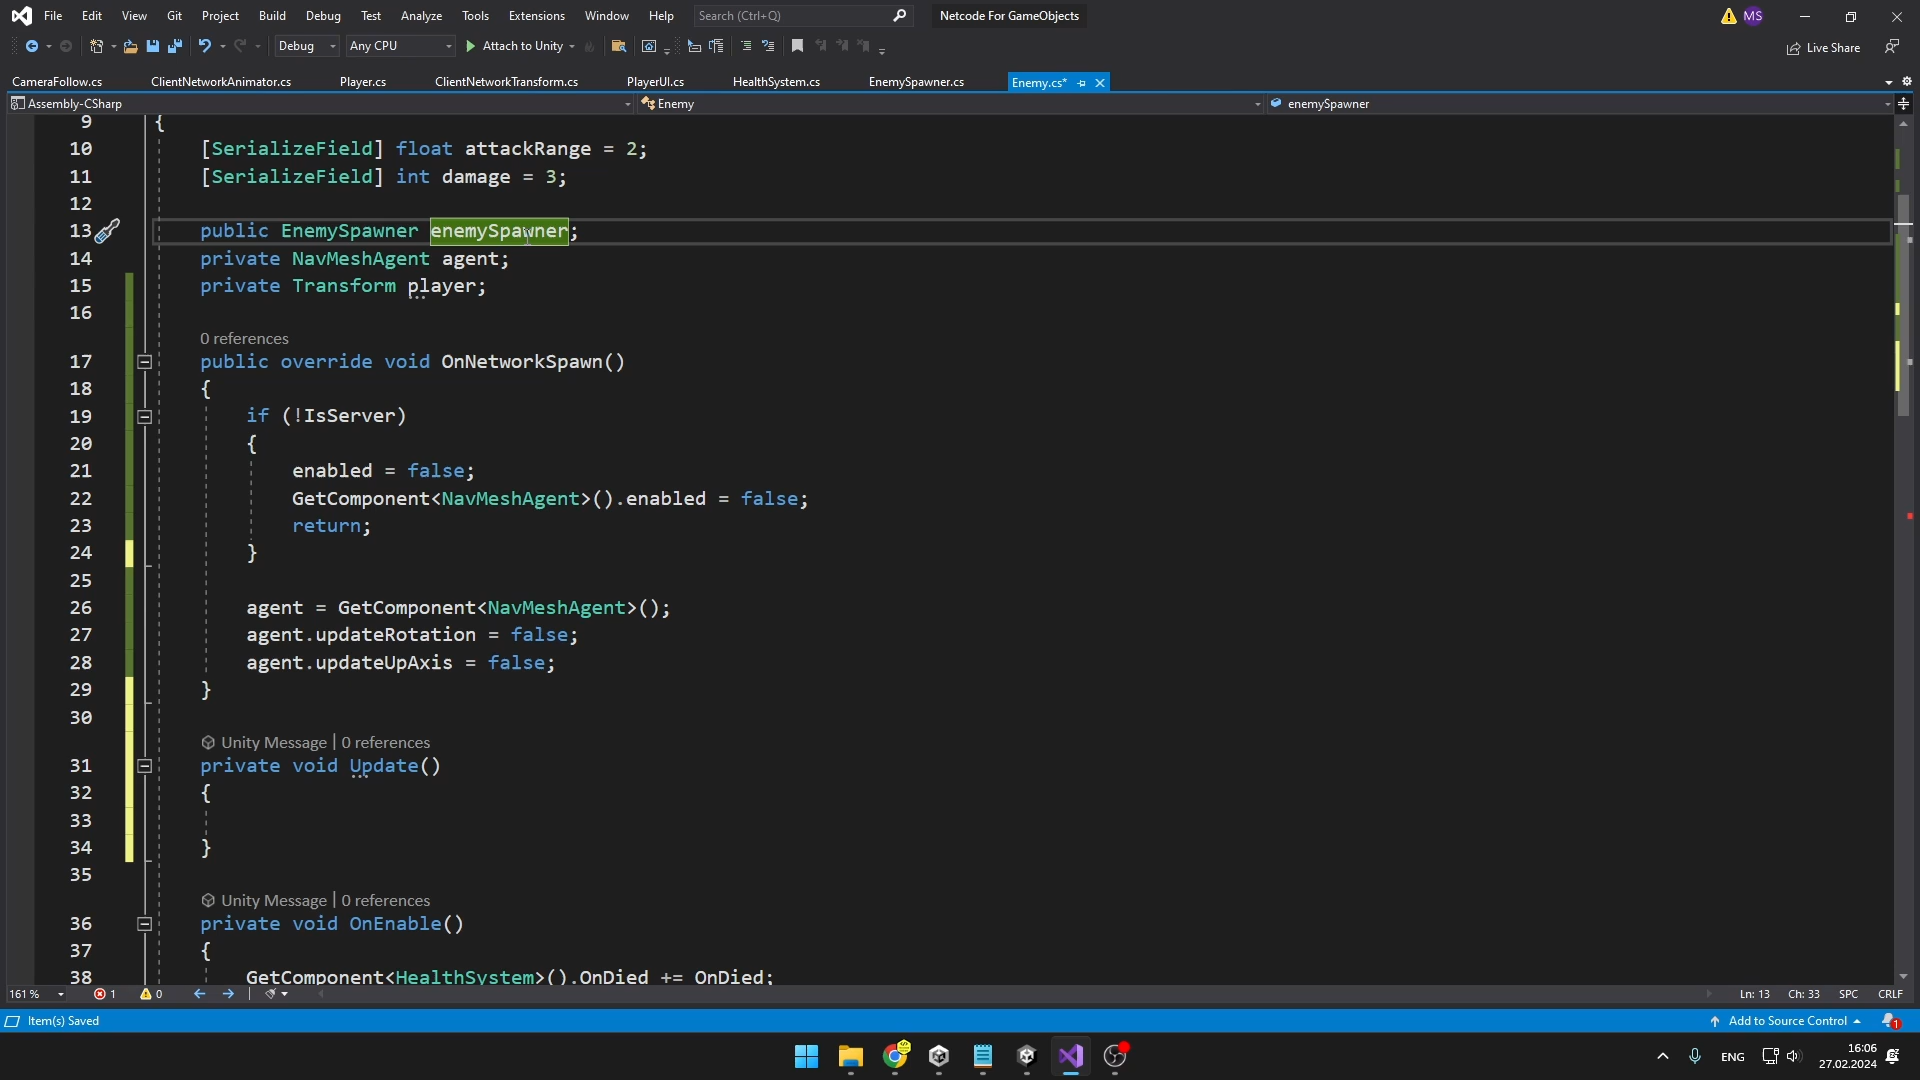 File Edit View Git Project Build Debug Test Analyze Tools Extensions Window Help Search (Ctrl+Q) Netcode For GameObjects MS
Debug Any CPU Attach to Unity Live Share
CameraFollow.cs ClientNetworkAnimator.cs Player.cs ClientNetworkTransform.cs PlayerUI.cs HealthSystem.cs EnemySpawner.cs Enemy.cs*
Assembly-CSharp Enemy enemySpawner
9 {
10 [SerializeField] float attackRange = 2;
11 [SerializeField] int damage = 3;
12
13 public EnemySpawner enemySpawner;
14 private NavMeshAgent agent;
15 private Transform player;
16
0 references
17 public override void OnNetworkSpawn()
18 {
19 if (!IsServer)
20 {
21 enabled = false;
22 GetComponent<NavMeshAgent>().enabled = false;
23 return;
24 }
25
26 agent = GetComponent<NavMeshAgent>();
27 agent.updateRotation = false;
28 agent.updateUpAxis = false;
29 }
30
Unity Message | 0 references
31 private void Update()
32 {
33
34 }
35
Unity Message | 0 references
36 private void OnEnable()
37 {
38 GetComponent<HealthSystem>().OnDied += OnDied;
161 % 1 0 Ln: 13 Ch: 33 SPC CRLF
Item(s) Saved Add to Source Control 1
ENG 16:06
27.02.2024